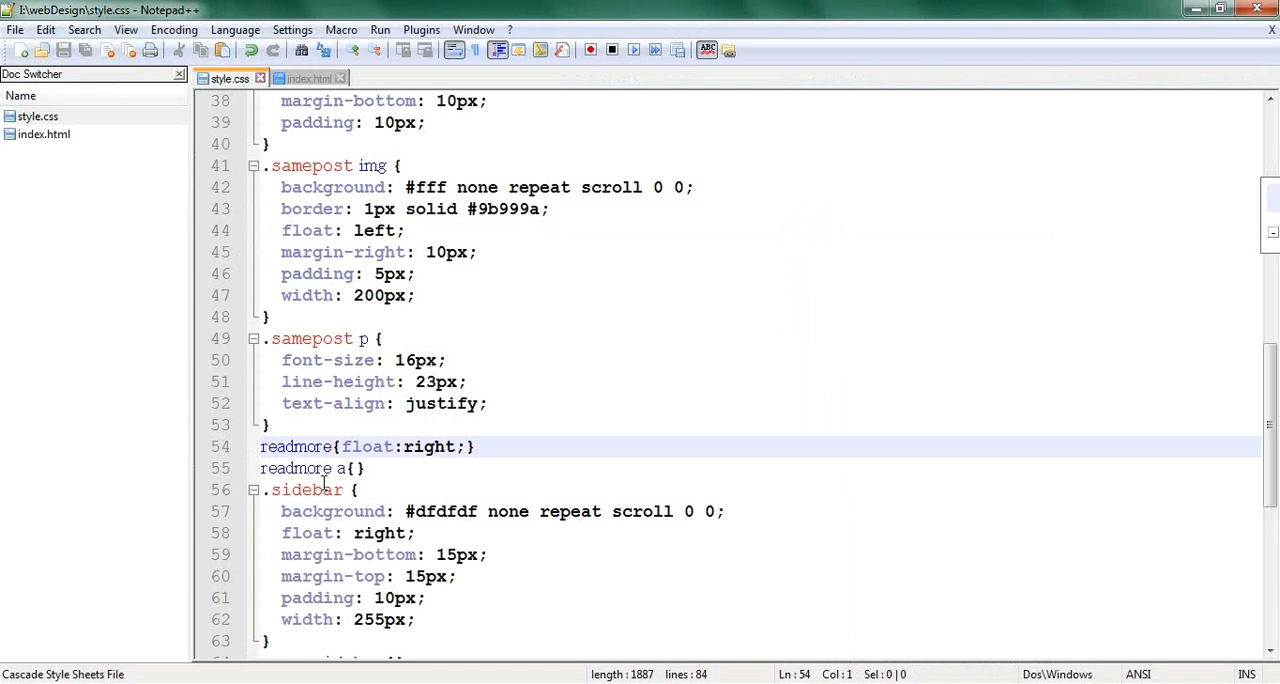 I:\webDesign\style.css - Notepad++
File Edit Search View Encoding Language Settings Macro Run Plugins Window ? X
Doc Switcher
style.css index.html
Name
style.css
index.html
38 margin-bottom: 10px;
39 padding: 10px;
40 }
41 .samepost img {
42 background: #fff none repeat scroll 0 0;
43 border: 1px solid #9b999a;
44 float: left;
45 margin-right: 10px;
46 padding: 5px;
47 width: 200px;
48 }
49 .samepost p {
50 font-size: 16px;
51 line-height: 23px;
52 text-align: justify;
53 }
54 readmore{float:right;}
55 readmore a{}
56 .sidebar {
57 background: #dfdfdf none repeat scroll 0 0;
58 float: right;
59 margin-bottom: 15px;
60 margin-top: 15px;
61 padding: 10px;
62 width: 255px;
63 }
Cascade Style Sheets File length : 1887 lines : 84 Ln : 54 Col : 1 Sel : 0 | 0 Dos\Windows ANSI INS